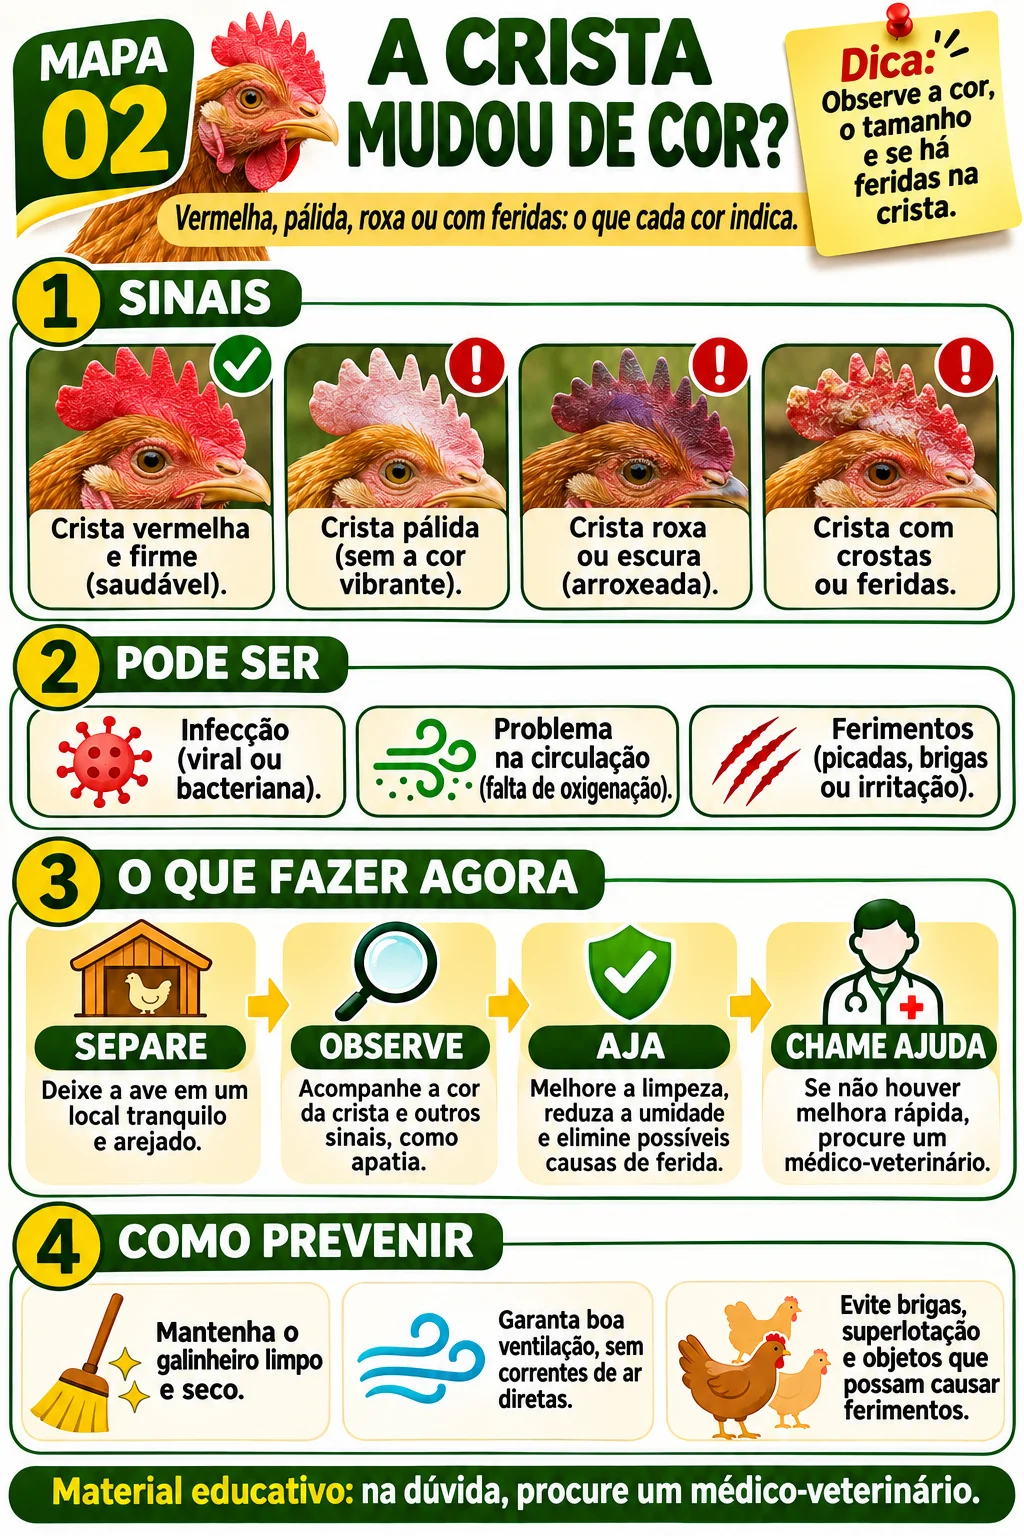 MAPA
02
A CRISTA
MUDOU DE COR?
Vermelha, pálida, roxa ou com feridas: o que cada cor indica.
Dica:
Observe a cor,
o tamanho
e se há
feridas na
crista.
1 SINAIS
Crista vermelha
e firme
(saudável).
Crista pálida
(sem a cor
vibrante).
Crista roxa
ou escura
(arroxeada).
Crista com
crostas
ou feridas.
2 PODE SER
Infecção
(viral ou
bacteriana).
Problema
na circulação
(falta de oxigenação).
Ferimentos
(picadas, brigas
ou irritação).
3 O QUE FAZER AGORA
SEPARE
Deixe a ave em um
local tranquilo
e arejado.
OBSERVE
Acompanhe a cor
da crista e outros
sinais, como
apatia.
AJA
Melhore a limpeza,
reduza a umidade
e elimine possíveis
causas de ferida.
CHAME AJUDA
Se não houver
melhora rápida,
procure um
médico-veterinário.
4 COMO PREVENIR
Mantenha o
galinheiro limpo
e seco.
Garanta boa
ventilação, sem
correntes de ar
diretas.
Evite brigas,
superlotação
e objetos que
possam causar
ferimentos.
Material educativo: na dúvida, procure um médico-veterinário.